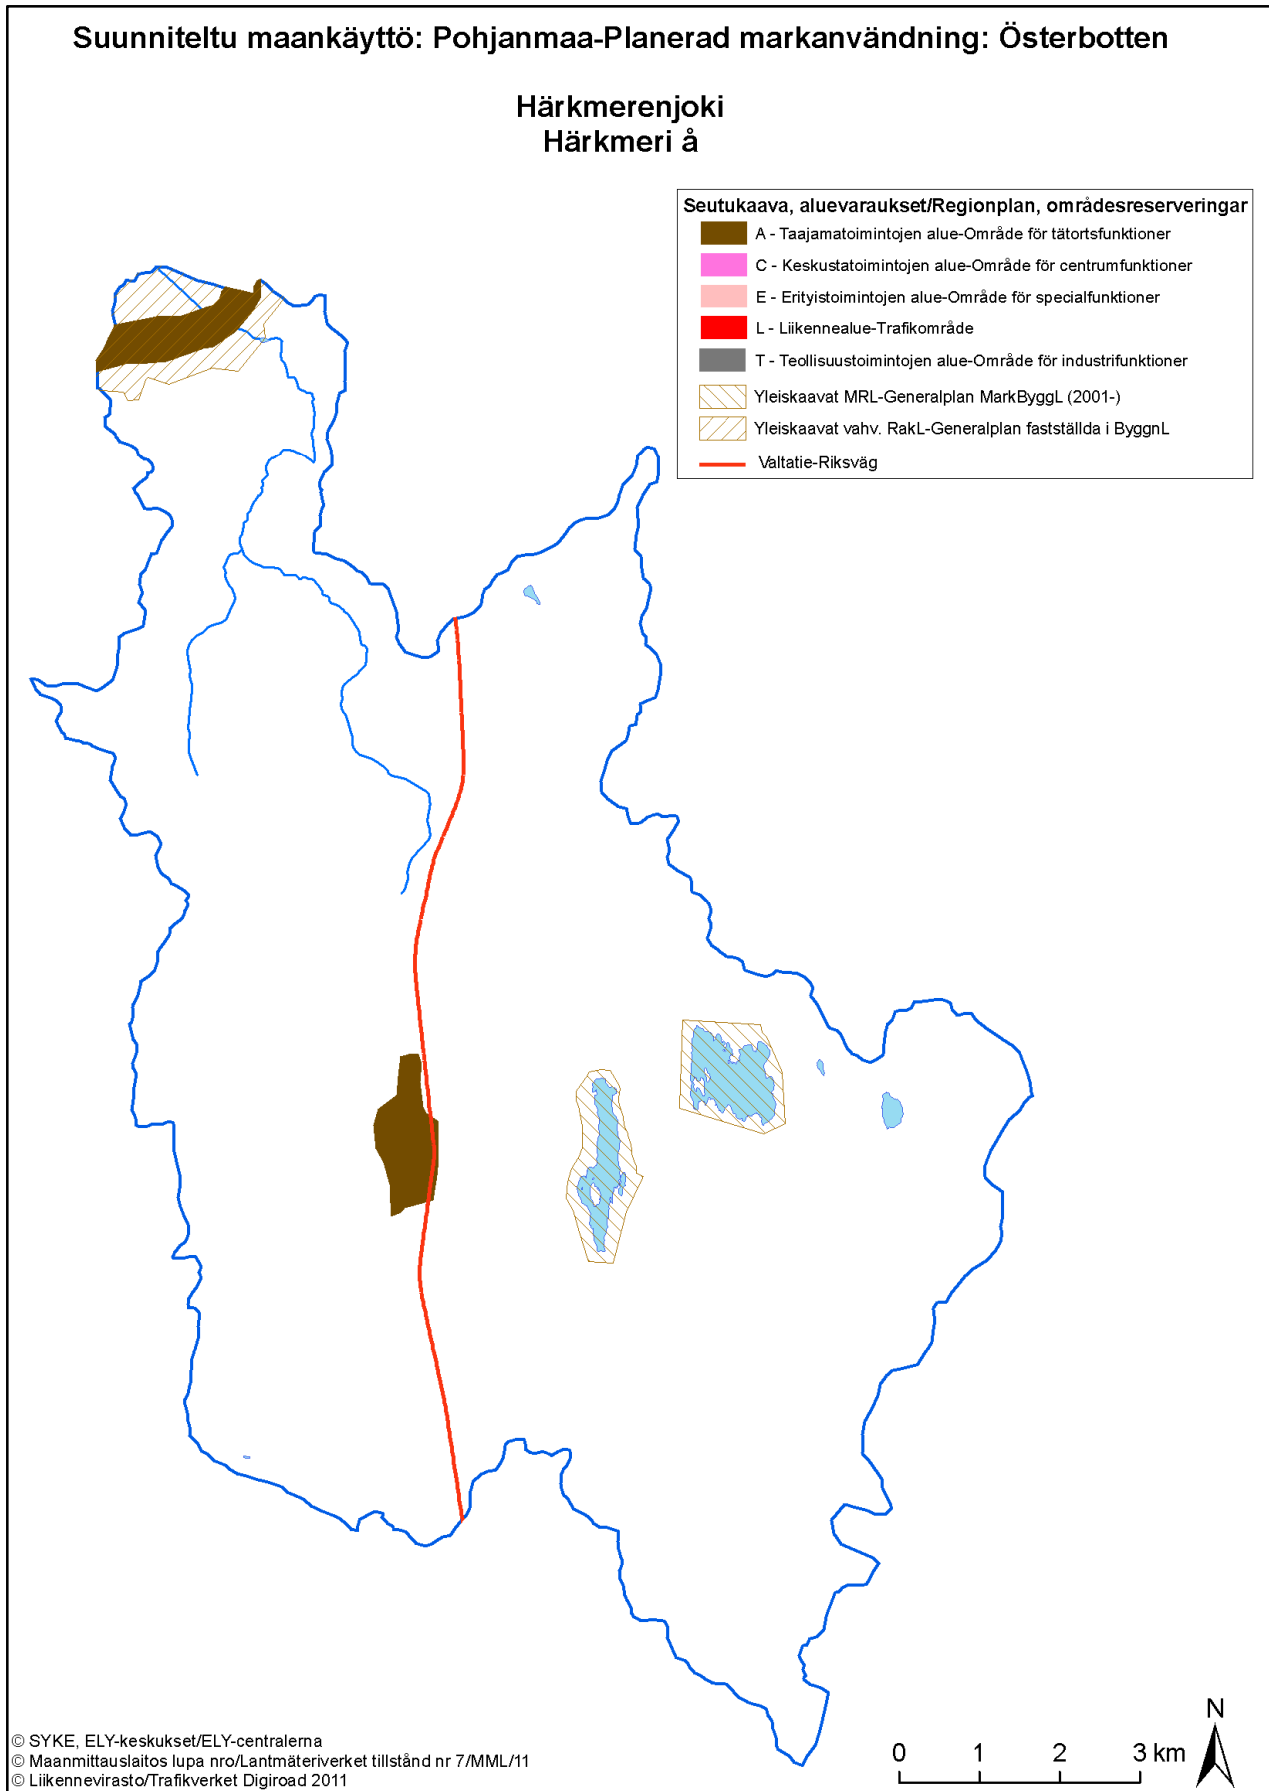 Suunniteltu maankäyttö: Pohjanmaa-Planerad markanvändning: Österbotten
Härkmerenjoki
Härkmeri å
Seutukaava, aluevaraukset/Regionplan, områdesreserveringar
A - Taajamatoimintojen alue-Område för tätortsfunktioner
C - Keskustatoimintojen alue-Område för centrumfunktioner
E - Erityistoimintojen alue-Område för specialfunktioner
L - Liikennealue-Trafikområde
T - Teollisuustoimintojen alue-Område för industrifunktioner
Yleiskaavat MRL-Generalplan MarkByggL (2001-)
Yleiskaavat vahv. RakL-Generalplan fastställda i ByggnL
Valtatie-Riksväg
© SYKE, ELY-keskukset/ELY-centralerna
© Maanmittauslaitos lupa nro/Lantmäteriverket tillstånd nr 7/MML/11
© Liikennevirasto/Trafikverket Digiroad 2011
0 1 2 3 km
N